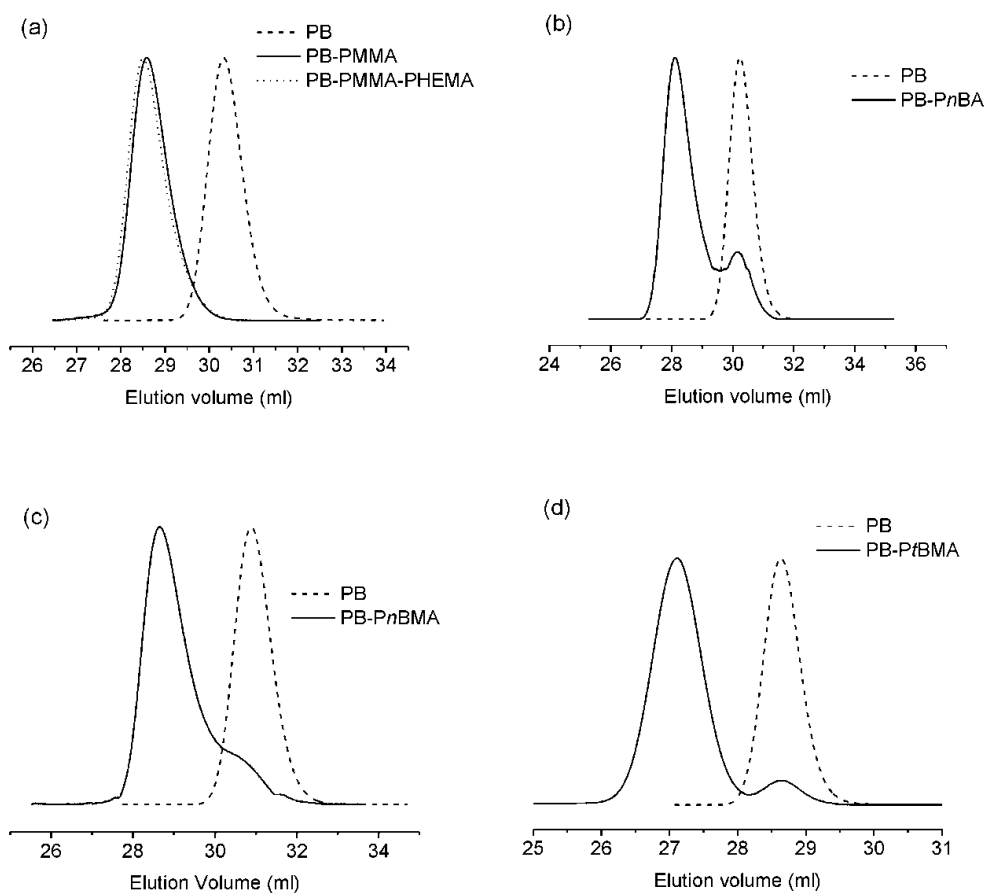 (a)
PB
PB-PMMA
PB-PMMA-PHEMA
26 27 28 29 30 31 32 33 34
Elution volume (ml)
(b)
PB
PB-PnBA
24 26 28 30 32 34 36
Elution volume (ml)
(c)
PB
PB-PnBMA
26 28 30 32 34
Elution Volume (ml)
(d)
PB
PB-PtBMA
25 26 27 28 29 30 31
Elution volume (ml)